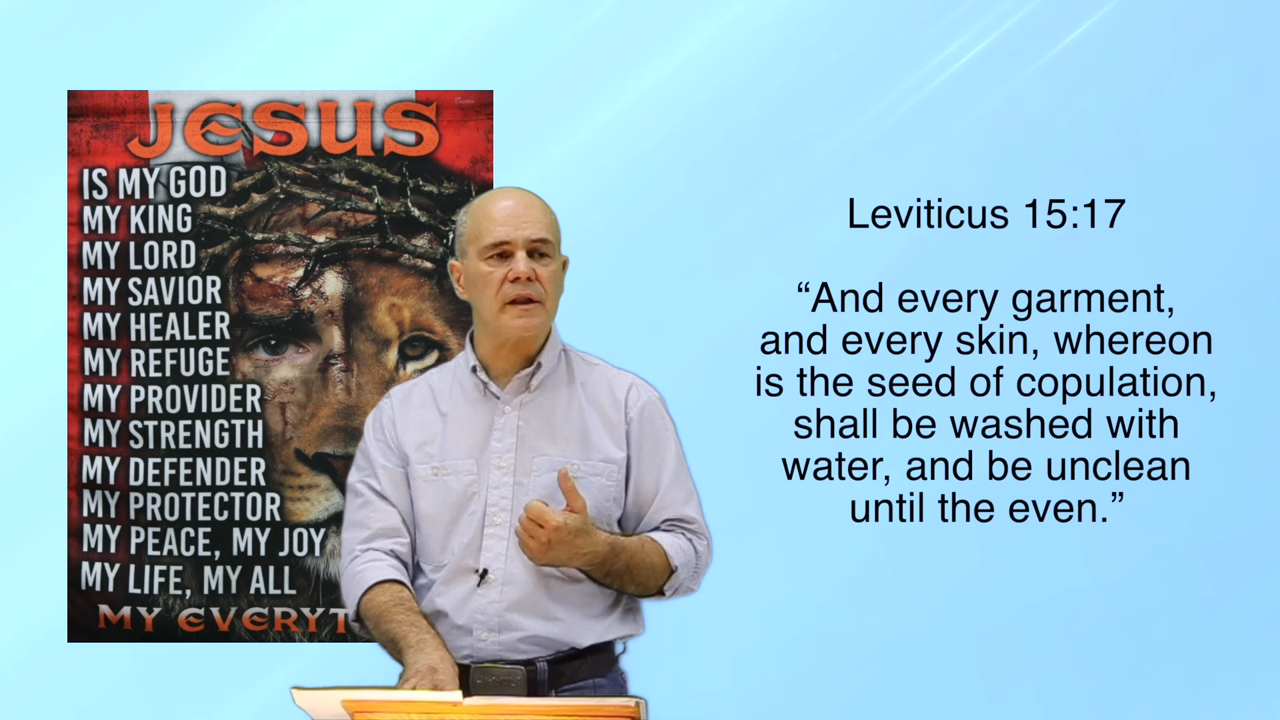 JESUS
IS MY GOD
MY KING
MY LORD
MY SAVIOR
MY HEALER
MY REFUGE
MY PROVIDER
MY STRENGTH
MY DEFENDER
MY PROTECTOR
MY PEACE, MY JOY
MY LIFE, MY ALL
MY EVERYT
Leviticus 15:17
“And every garment,
and every skin, whereon
is the seed of copulation,
shall be washed with
water, and be unclean
until the even.”